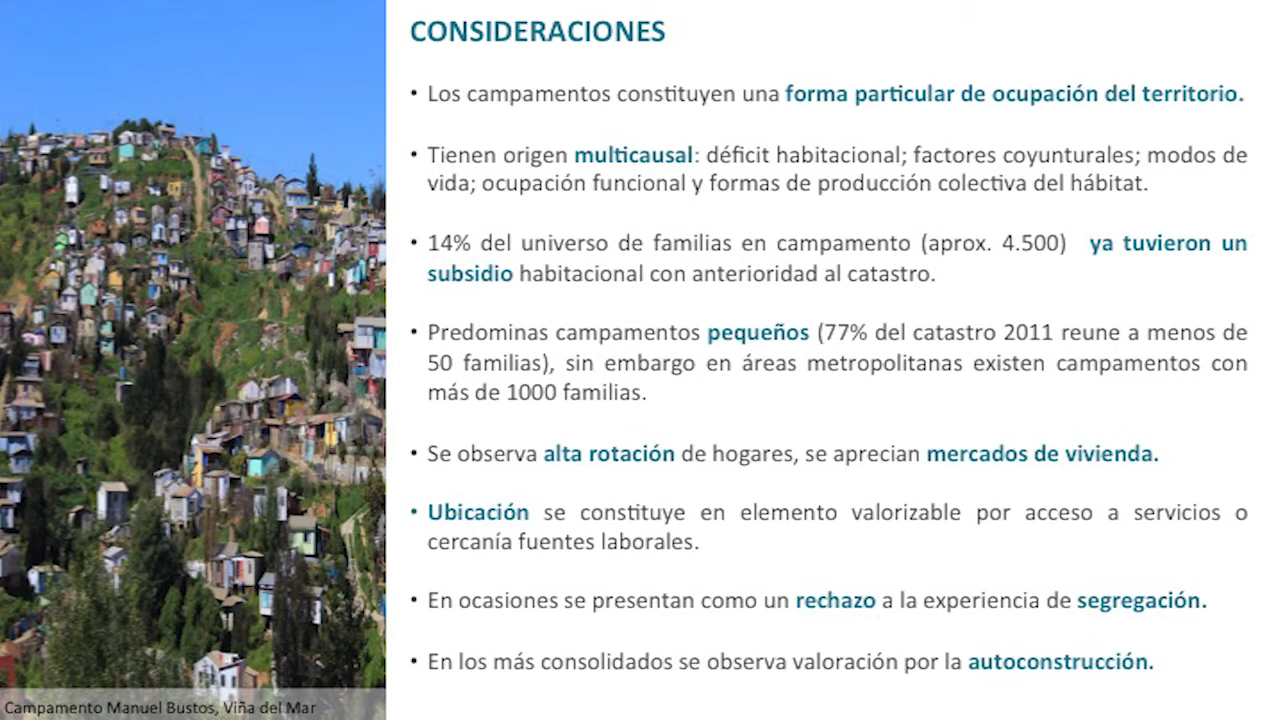 CONSIDERACIONES
• Los campamentos constituyen una forma particular de ocupación del territorio.
• Tienen origen multicausal: déficit habitacional; factores coyunturales; modos de
vida; ocupación funcional y formas de producción colectiva del hábitat.
• 14% del universo de familias en campamento (aprox. 4.500) ya tuvieron un
subsidio habitacional con anterioridad al catastro.
• Predominas campamentos pequeños (77% del catastro 2011 reune a menos de
50 familias), sin embargo en áreas metropolitanas existen campamentos con
más de 1000 familias.
• Se observa alta rotación de hogares, se aprecian mercados de vivienda.
• Ubicación se constituye en elemento valorizable por acceso a servicios o
cercanía fuentes laborales.
• En ocasiones se presentan como un rechazo a la experiencia de segregación.
• En los más consolidados se observa valoración por la autoconstrucción.
Campamento Manuel Bustos, Viña del Mar